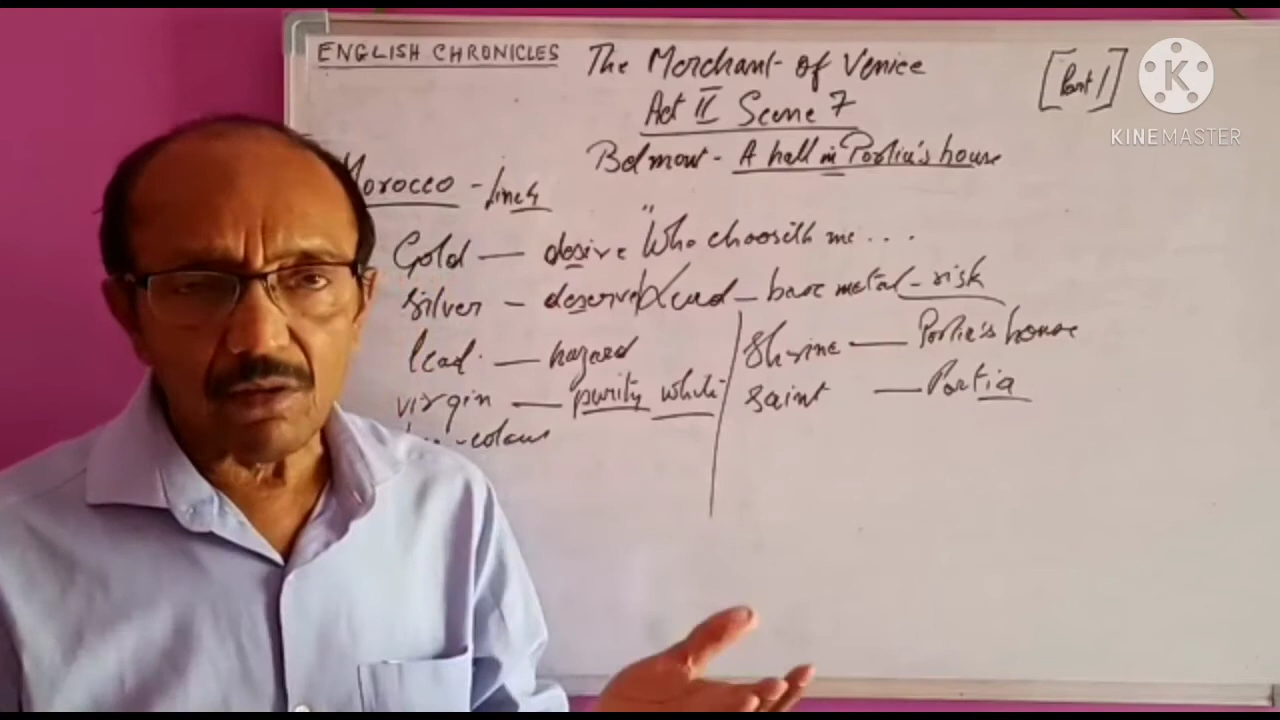 ENGLISH CHRONICLES The Merchant of Venice [Part 1]
Act II Scene 7
Belmont - A hall in Portia's house
Morocco - lines
Gold — desire "Who chooseth me...
Silver - deserve Lead - base metal - risk
lead - hazard
virgin — purity white
colour
Shrine — Portia's house
Saint — Portia
K
KINEMASTER